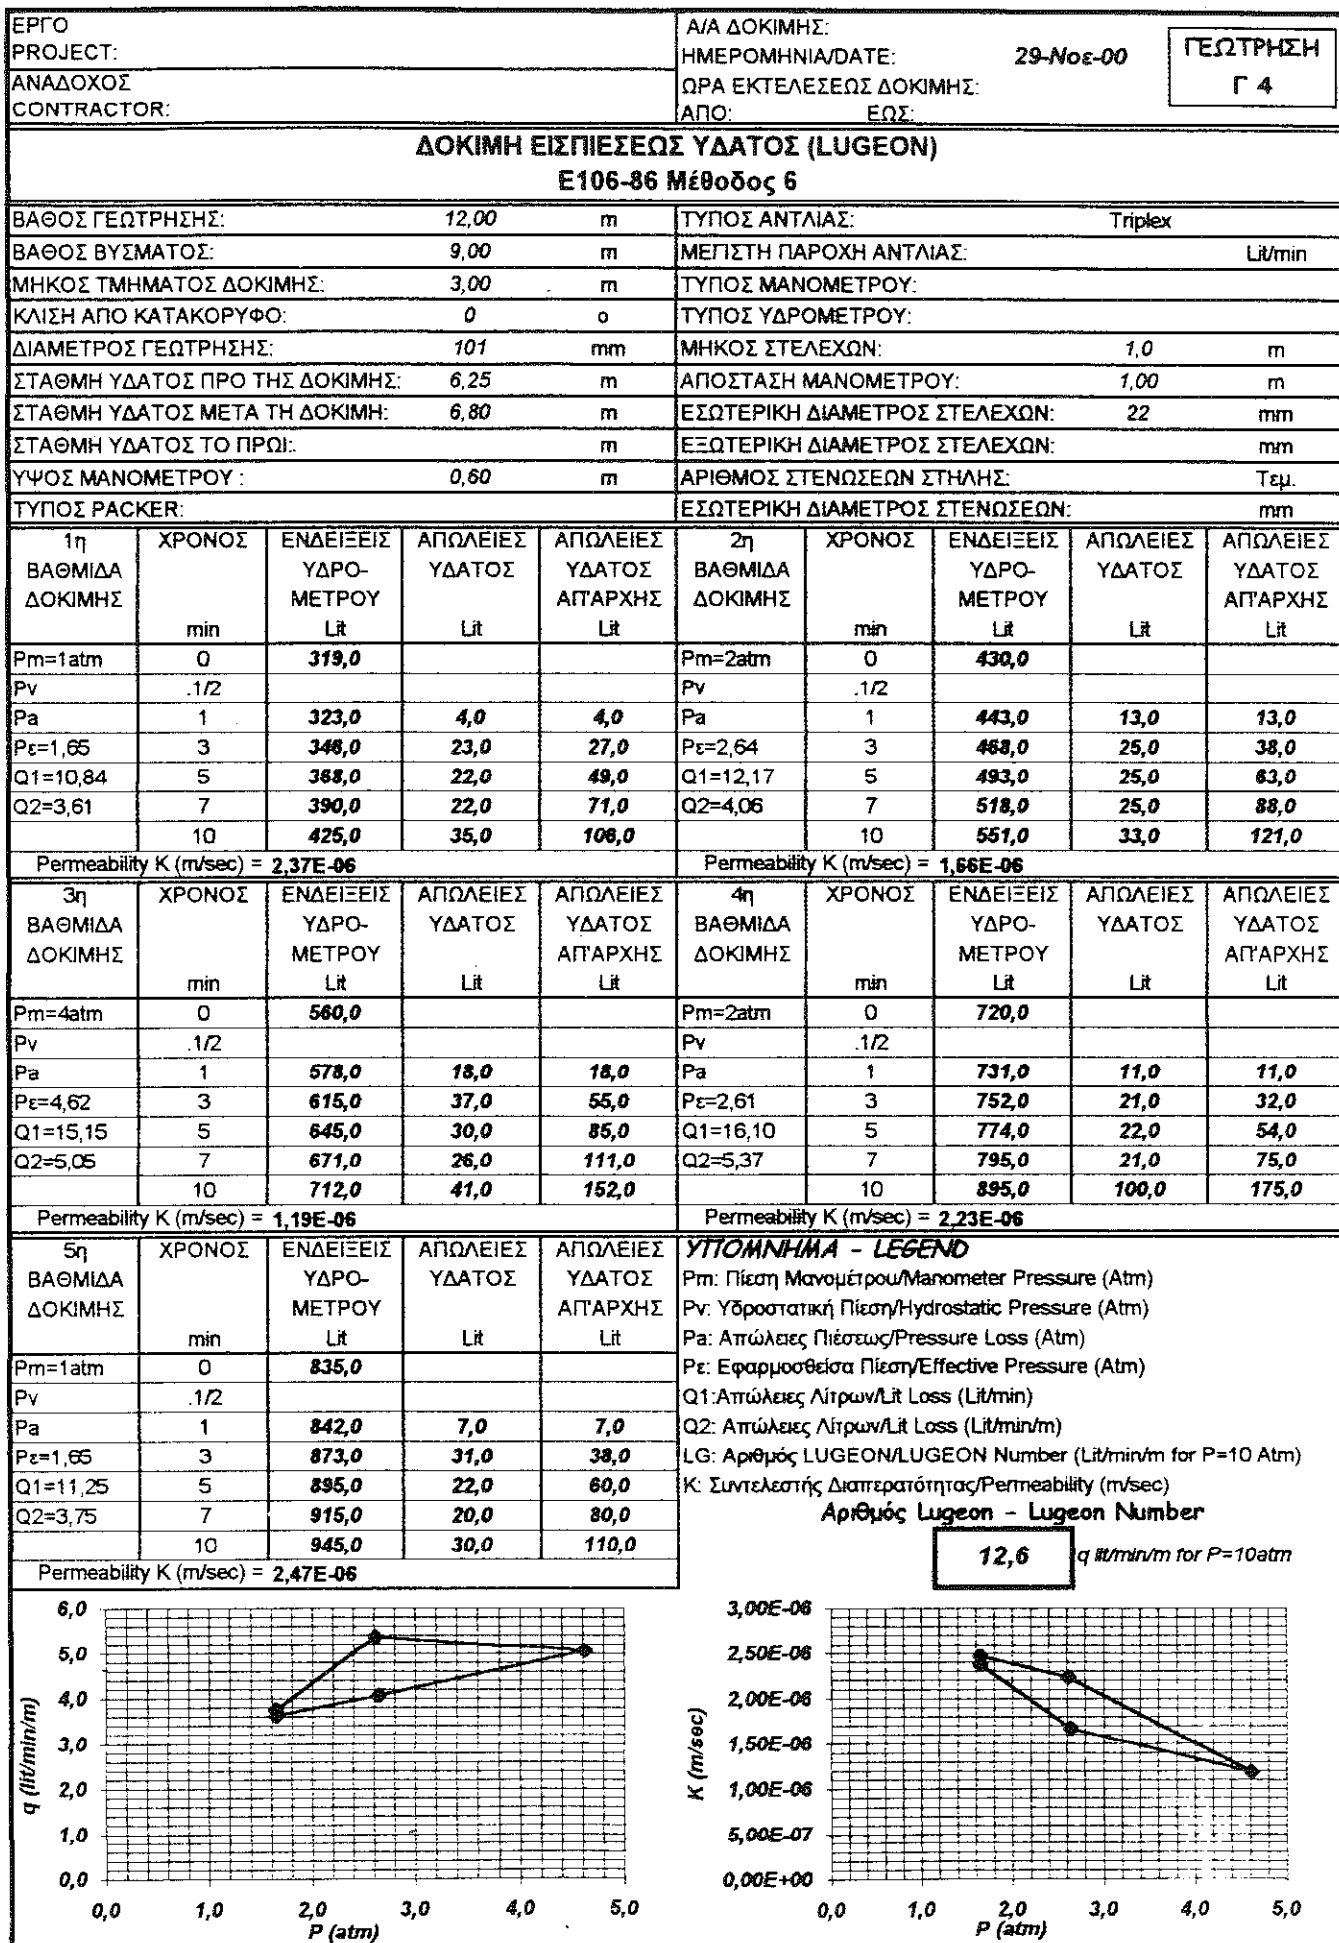 ΕΡΓΟ
PROJECT:
ΑΝΑΔΟΧΟΣ
CONTRACTOR:
Α/Α ΔΟΚΙΜΗΣ:
ΗΜΕΡΟΜΗΝΙΑ/DATE: 29-Νοε-00
ΩΡΑ ΕΚΤΕΛΕΣΕΩΣ ΔΟΚΙΜΗΣ:
ΑΠΟ: ΕΩΣ:
ΓΕΩΤΡΗΣΗ
Γ 4
ΔΟΚΙΜΗ ΕΙΣΠΙΕΣΕΩΣ ΥΔΑΤΟΣ (LUGEON)
Ε106-86 Μέθοδος 6
ΒΑΘΟΣ ΓΕΩΤΡΗΣΗΣ: 12,00 m ΤΥΠΟΣ ΑΝΤΛΙΑΣ: Triplex
ΒΑΘΟΣ ΒΥΣΜΑΤΟΣ: 9,00 m ΜΕΓΙΣΤΗ ΠΑΡΟΧΗ ΑΝΤΛΙΑΣ: Lit/min
ΜΗΚΟΣ ΤΜΗΜΑΤΟΣ ΔΟΚΙΜΗΣ: 3,00 m ΤΥΠΟΣ ΜΑΝΟΜΕΤΡΟΥ:
ΚΛΙΣΗ ΑΠΟ ΚΑΤΑΚΟΡΥΦΟ: 0 o ΤΥΠΟΣ ΥΔΡΟΜΕΤΡΟΥ:
ΔΙΑΜΕΤΡΟΣ ΓΕΩΤΡΗΣΗΣ: 101 mm ΜΗΚΟΣ ΣΤΕΛΕΧΩΝ: 1,0 m
ΣΤΑΘΜΗ ΥΔΑΤΟΣ ΠΡΟ ΤΗΣ ΔΟΚΙΜΗΣ: 6,25 m ΑΠΟΣΤΑΣΗ ΜΑΝΟΜΕΤΡΟΥ: 1,00 m
ΣΤΑΘΜΗ ΥΔΑΤΟΣ ΜΕΤΑ ΤΗ ΔΟΚΙΜΗ: 6,80 m ΕΣΩΤΕΡΙΚΗ ΔΙΑΜΕΤΡΟΣ ΣΤΕΛΕΧΩΝ: 22 mm
ΣΤΑΘΜΗ ΥΔΑΤΟΣ ΤΟ ΠΡΩΙ: m ΕΞΩΤΕΡΙΚΗ ΔΙΑΜΕΤΡΟΣ ΣΤΕΛΕΧΩΝ: mm
ΥΨΟΣ ΜΑΝΟΜΕΤΡΟΥ : 0,60 m ΑΡΙΘΜΟΣ ΣΤΕΝΩΣΕΩΝ ΣΤΗΛΗΣ: Τεμ.
ΤΥΠΟΣ PACKER: ΕΣΩΤΕΡΙΚΗ ΔΙΑΜΕΤΡΟΣ ΣΤΕΝΩΣΕΩΝ: mm
1η ΧΡΟΝΟΣ ΕΝΔΕΙΞΕΙΣ ΑΠΩΛΕΙΕΣ ΑΠΩΛΕΙΕΣ 2η ΧΡΟΝΟΣ ΕΝΔΕΙΞΕΙΣ ΑΠΩΛΕΙΕΣ ΑΠΩΛΕΙΕΣ
ΒΑΘΜΙΔΑ ΥΔΡΟ- ΥΔΑΤΟΣ ΥΔΑΤΟΣ ΒΑΘΜΙΔΑ ΥΔΡΟ- ΥΔΑΤΟΣ ΥΔΑΤΟΣ
ΔΟΚΙΜΗΣ ΜΕΤΡΟΥ ΑΠ'ΑΡΧΗΣ ΔΟΚΙΜΗΣ ΜΕΤΡΟΥ ΑΠ'ΑΡΧΗΣ
min Lit Lit Lit min Lit Lit Lit
Pm=1atm 0 319,0 Pm=2atm 0 430,0
Pv .1/2 Pv .1/2
Pa 1 323,0 4,0 4,0 Pa 1 443,0 13,0 13,0
Pε=1,65 3 346,0 23,0 27,0 Pε=2,64 3 468,0 25,0 38,0
Q1=10,84 5 368,0 22,0 49,0 Q1=12,17 5 493,0 25,0 63,0
Q2=3,61 7 390,0 22,0 71,0 Q2=4,06 7 518,0 25,0 88,0
10 425,0 35,0 106,0 10 551,0 33,0 121,0
Permeability K (m/sec) = 2,37E-06 Permeability K (m/sec) = 1,66E-06
3η ΧΡΟΝΟΣ ΕΝΔΕΙΞΕΙΣ ΑΠΩΛΕΙΕΣ ΑΠΩΛΕΙΕΣ 4η ΧΡΟΝΟΣ ΕΝΔΕΙΞΕΙΣ ΑΠΩΛΕΙΕΣ ΑΠΩΛΕΙΕΣ
ΒΑΘΜΙΔΑ ΥΔΡΟ- ΥΔΑΤΟΣ ΥΔΑΤΟΣ ΒΑΘΜΙΔΑ ΥΔΡΟ- ΥΔΑΤΟΣ ΥΔΑΤΟΣ
ΔΟΚΙΜΗΣ ΜΕΤΡΟΥ ΑΠ'ΑΡΧΗΣ ΔΟΚΙΜΗΣ ΜΕΤΡΟΥ ΑΠ'ΑΡΧΗΣ
min Lit Lit Lit min Lit Lit Lit
Pm=4atm 0 560,0 Pm=2atm 0 720,0
Pv .1/2 Pv .1/2
Pa 1 578,0 18,0 18,0 Pa 1 731,0 11,0 11,0
Pε=4,62 3 615,0 37,0 55,0 Pε=2,61 3 752,0 21,0 32,0
Q1=15,15 5 645,0 30,0 85,0 Q1=16,10 5 774,0 22,0 54,0
Q2=5,05 7 671,0 26,0 111,0 Q2=5,37 7 795,0 21,0 75,0
10 712,0 41,0 152,0 10 895,0 100,0 175,0
Permeability K (m/sec) = 1,19E-06 Permeability K (m/sec) = 2,23E-06
5η ΧΡΟΝΟΣ ΕΝΔΕΙΞΕΙΣ ΑΠΩΛΕΙΕΣ ΑΠΩΛΕΙΕΣ
ΒΑΘΜΙΔΑ ΥΔΡΟ- ΥΔΑΤΟΣ ΥΔΑΤΟΣ
ΔΟΚΙΜΗΣ ΜΕΤΡΟΥ ΑΠ'ΑΡΧΗΣ
min Lit Lit Lit
Pm=1atm 0 835,0
Pv .1/2
Pa 1 842,0 7,0 7,0
Pε=1,65 3 873,0 31,0 38,0
Q1=11,25 5 895,0 22,0 60,0
Q2=3,75 7 915,0 20,0 80,0
10 945,0 30,0 110,0
Permeability K (m/sec) = 2,47E-06
ΥΠΟΜΝΗΜΑ - LEGEND
Pm: Πίεση Μανομέτρου/Manometer Pressure (Atm)
Pv: Υδροστατική Πίεση/Hydrostatic Pressure (Atm)
Pa: Απώλειες Πιέσεως/Pressure Loss (Atm)
Pε: Εφαρμοσθείσα Πίεση/Effective Pressure (Atm)
Q1:Απώλειες Λίτρων/Lit Loss (Lit/min)
Q2: Απώλειες Λίτρων/Lit Loss (Lit/min/m)
LG: Αριθμός LUGEON/LUGEON Number (Lit/min/m for P=10 Atm)
K: Συντελεστής Διαπερατότητας/Permeability (m/sec)
Αριθμός Lugeon - Lugeon Number
12,6 q lit/min/m for P=10atm
q (lit/min/m)
6,0
5,0
4,0
3,0
2,0
1,0
0,0
0,0 1,0 2,0 3,0 4,0 5,0
P (atm)
K (m/sec)
3,00E-06
2,50E-06
2,00E-06
1,50E-06
1,00E-06
5,00E-07
0,00E+00
0,0 1,0 2,0 3,0 4,0 5,0
P (atm)